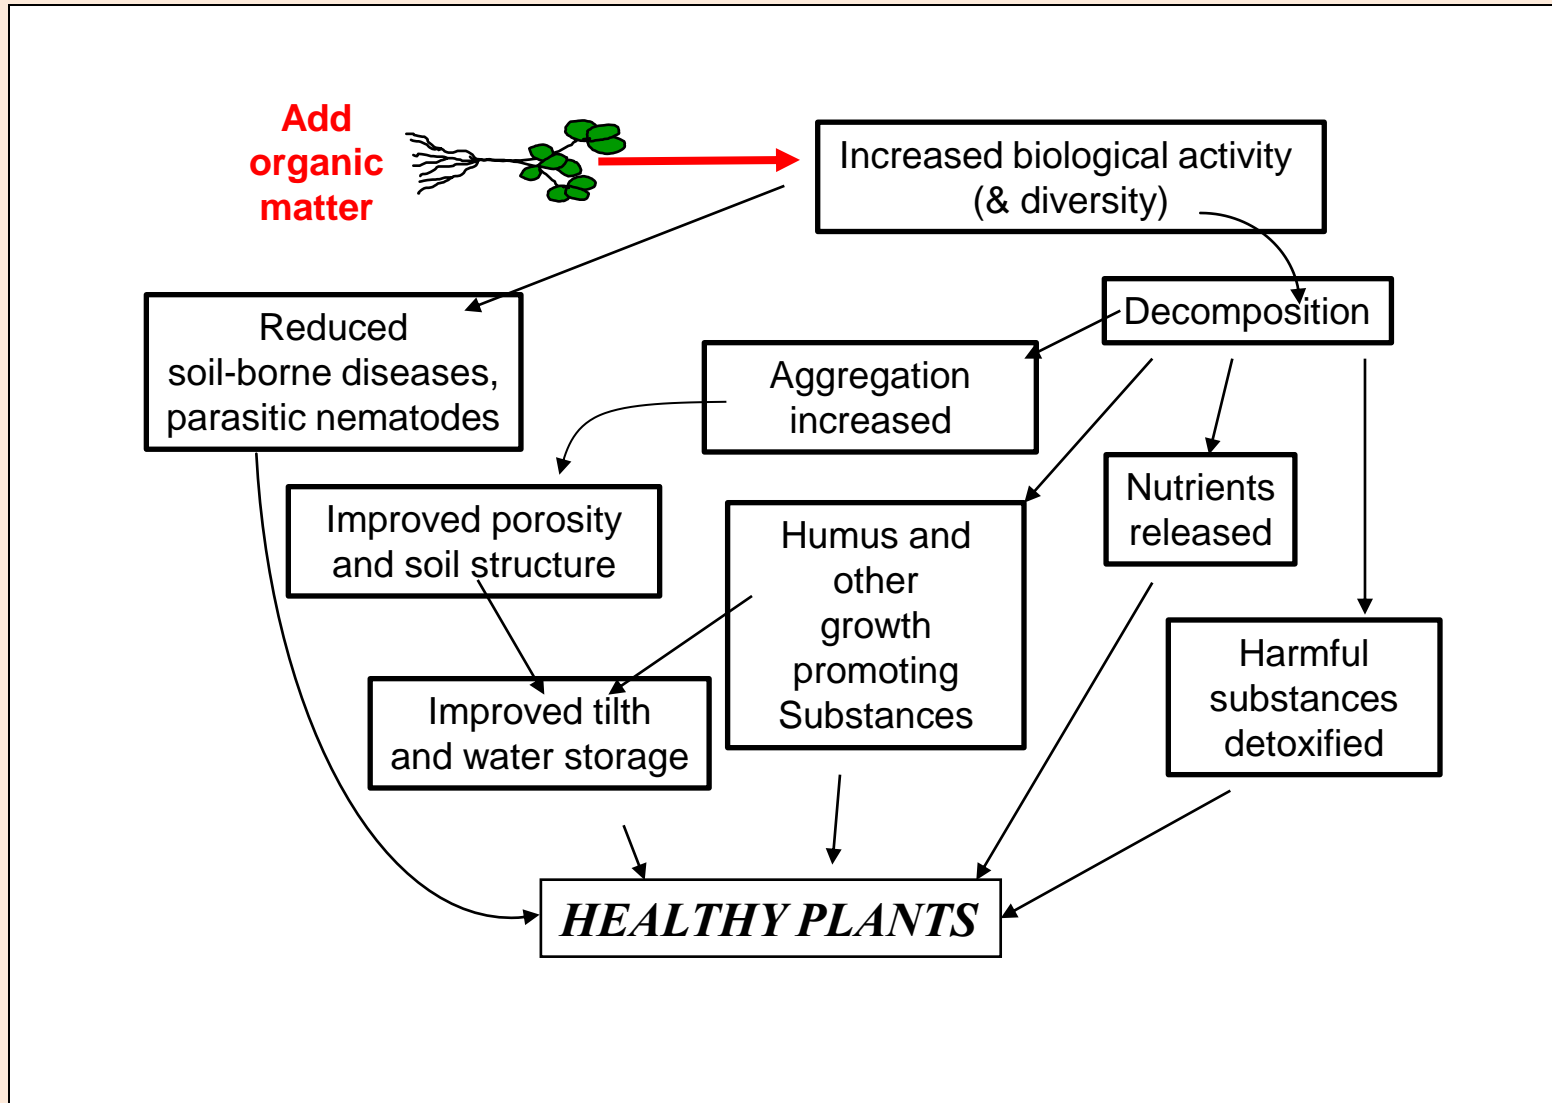 Add
organic
matter
Increased biological activity
(& diversity)
Reduced
soil-borne diseases,
parasitic nematodes
Decomposition
Aggregation
increased
Improved porosity
and soil structure
Humus and
other
growth
promoting
Substances
Nutrients
released
Harmful
substances
detoxified
Improved tilth
and water storage
HEALTHY PLANTS